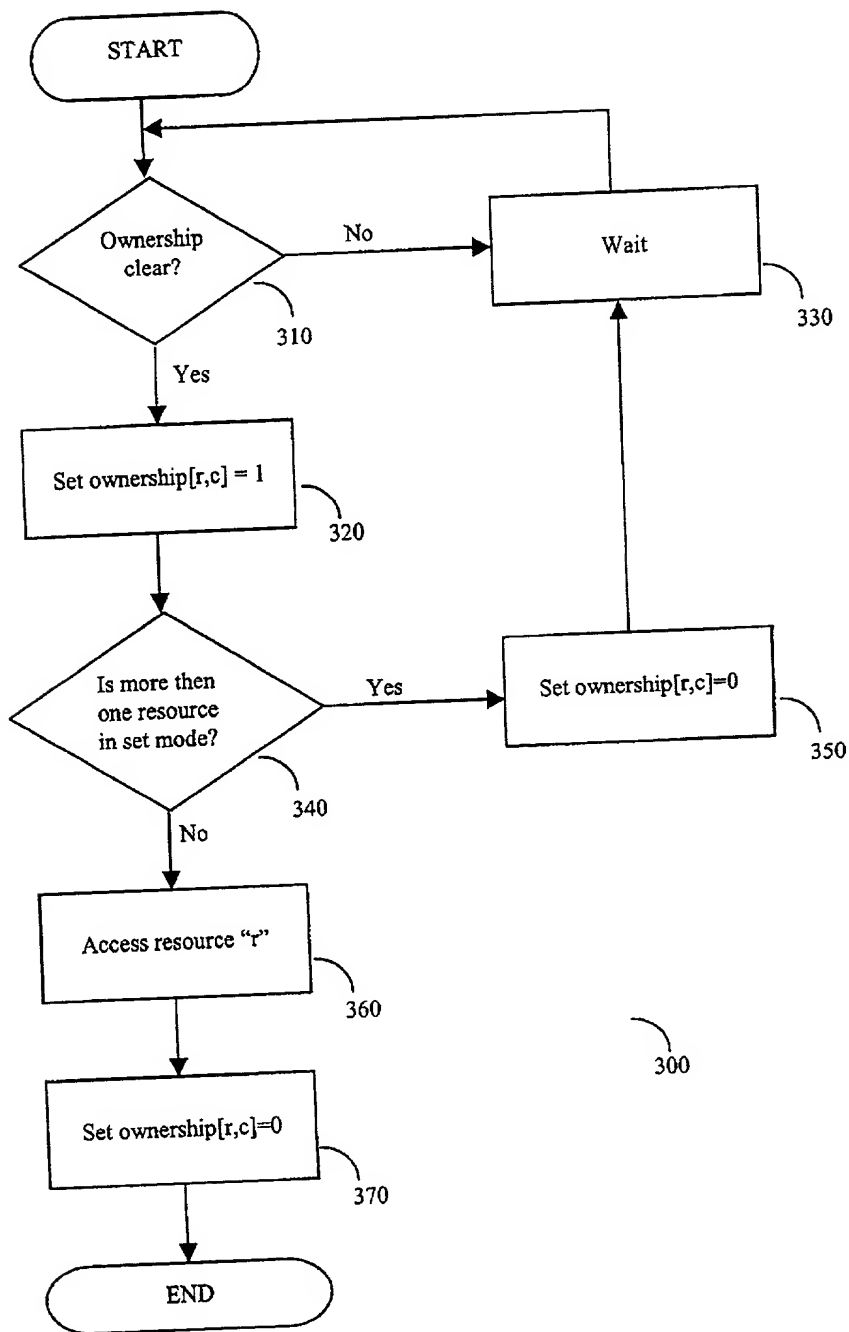 START
Ownership
clear?
310
No
Wait
330
Yes
Set ownership[r,c] = 1
320
Is more then
one resource
in set mode?
340
Yes
Set ownership[r,c]=0
350
No
Access resource “r”
360
300
Set ownership[r,c]=0
370
END